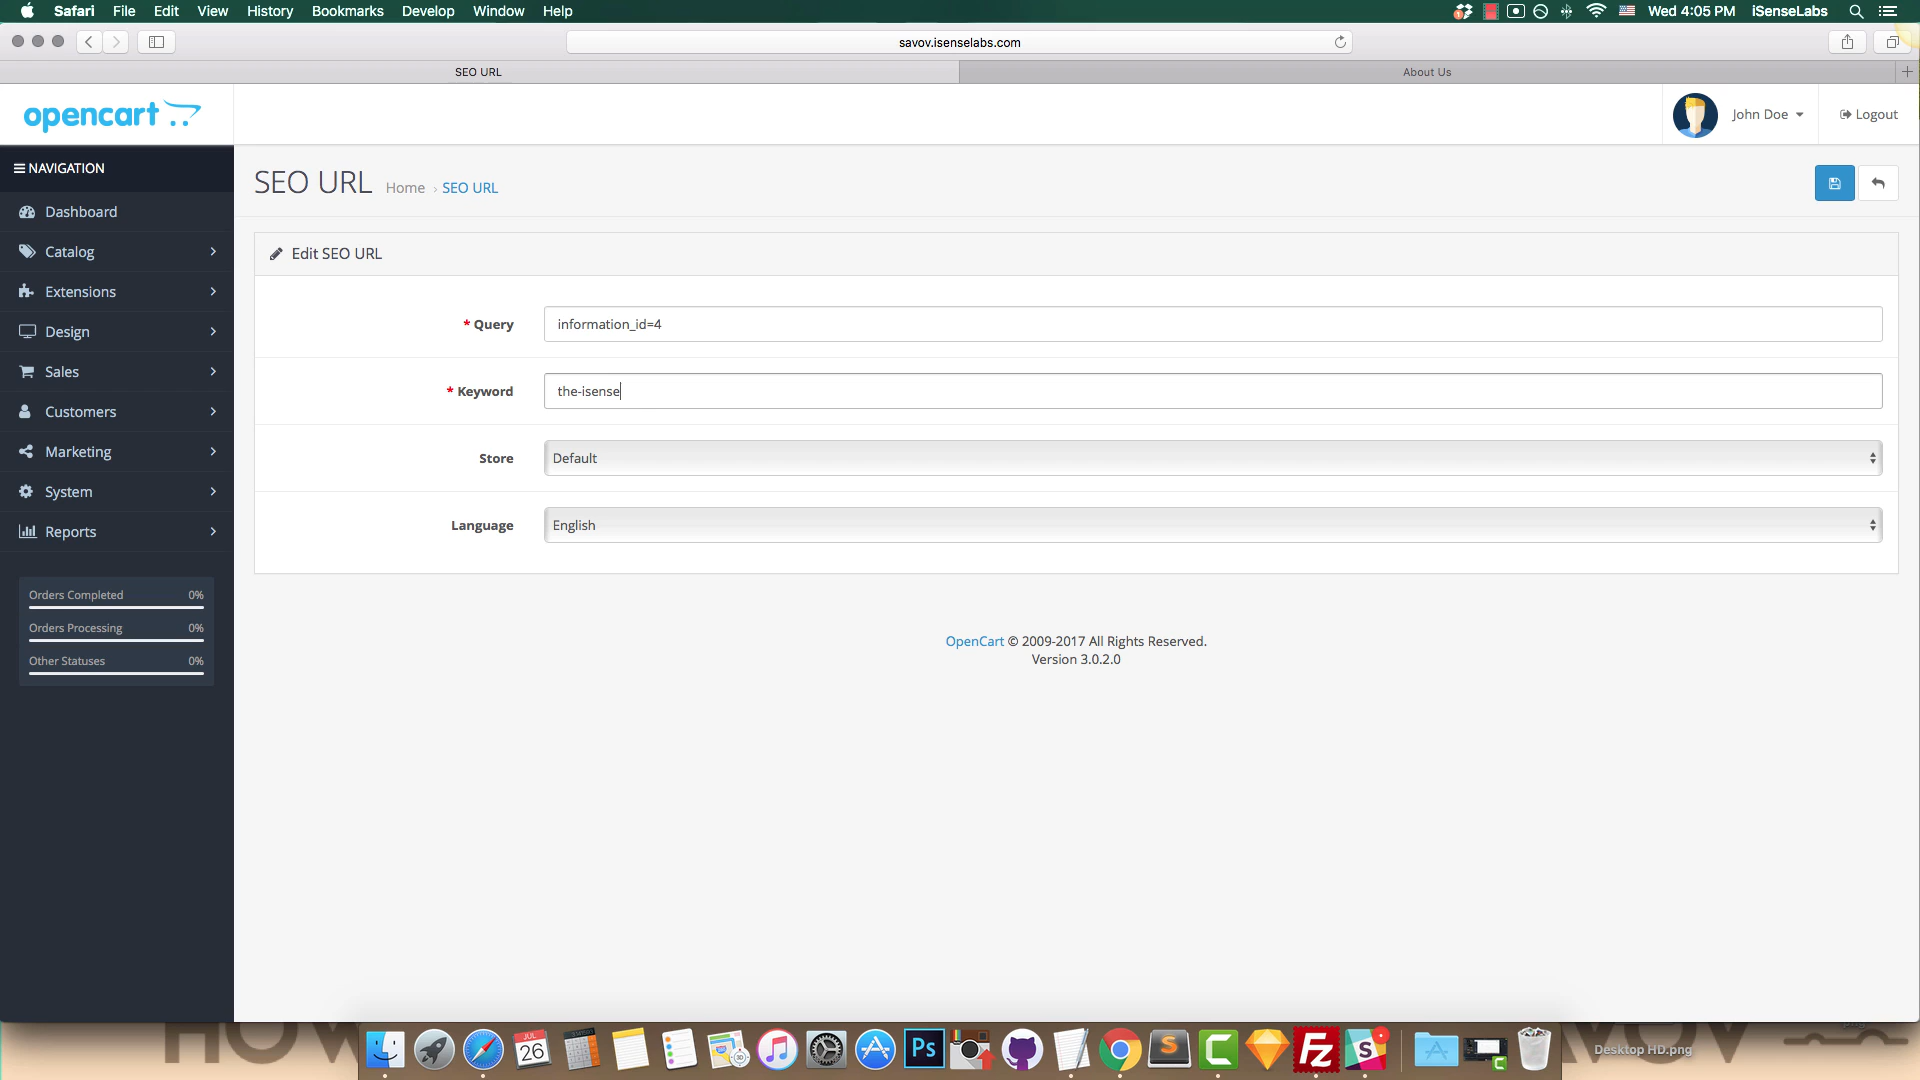 Safari File Edit View History Bookmarks Develop Window Help Wed 4:05 PM iSenseLabs
savov.isenselabs.com
SEO URL About Us
opencart John Doe Logout
NAVIGATION
SEO URL Home › SEO URL
Dashboard
Catalog
Extensions
Design
Sales
Customers
Marketing
System
Reports
Orders Completed 0%
Orders Processing 0%
Other Statuses 0%
Edit SEO URL
* Query information_id=4
* Keyword the-isense
Store Default
Language English
OpenCart © 2009-2017 All Rights Reserved.
Version 3.0.2.0
JUL
26
Ps
Fz
Desktop HD.png